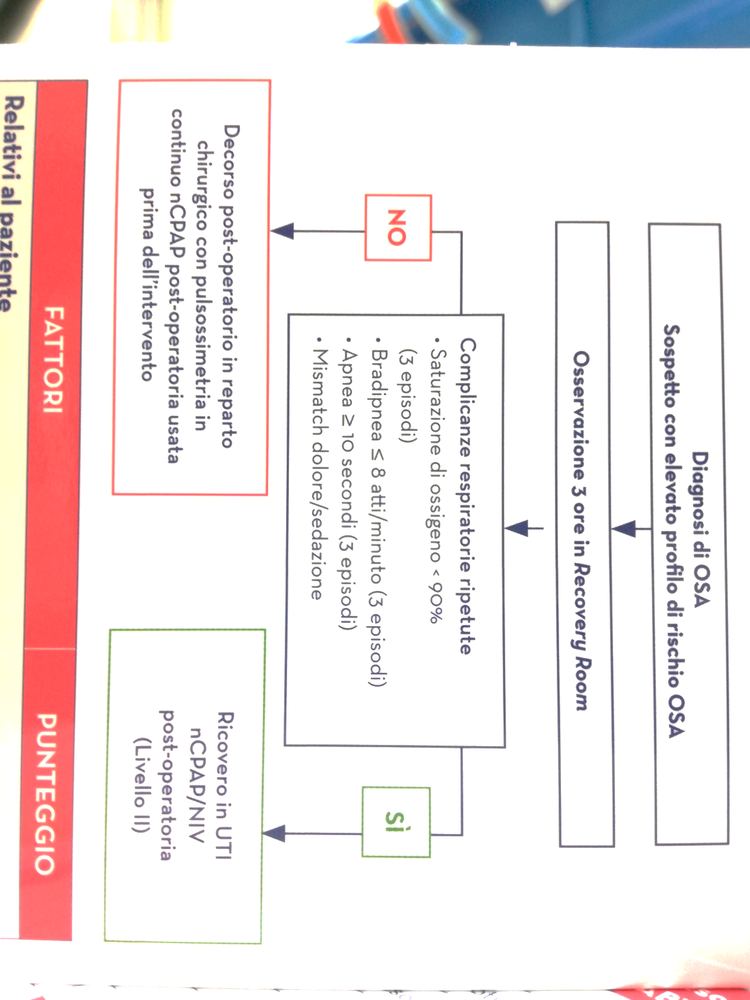 Diagnosi di OSA
Sospetto con elevato profilo di rischio OSA
Osservazione 3 ore in Recovery Room
Complicanze respiratorie ripetute
• Saturazione di ossigeno < 90%
(3 episodi)
• Bradipnea ≤ 8 atti/minuto (3 episodi)
• Apnea ≥ 10 secondi (3 episodi)
• Mismatch dolore/sedazione
NO
SÌ
Decorso post-operatorio in reparto
chirurgico con pulsossimetria in
continuo nCPAP post-operatoria usata
prima dell'intervento
Ricovero in UTI
nCPAP/NIV
post-operatoria
(Livello II)
FATTORI
PUNTEGGIO
Relativi al paziente